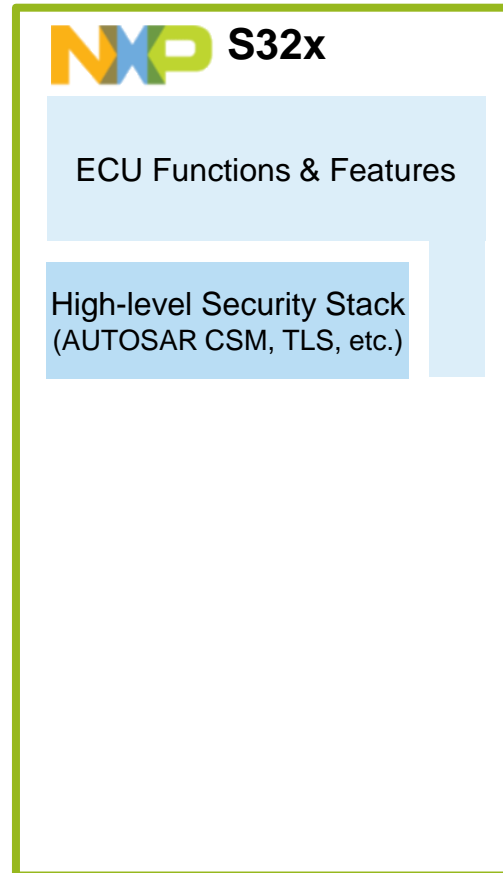 NXP S32x
ECU Functions & Features
High-level Security Stack
(AUTOSAR CSM, TLS, etc.)